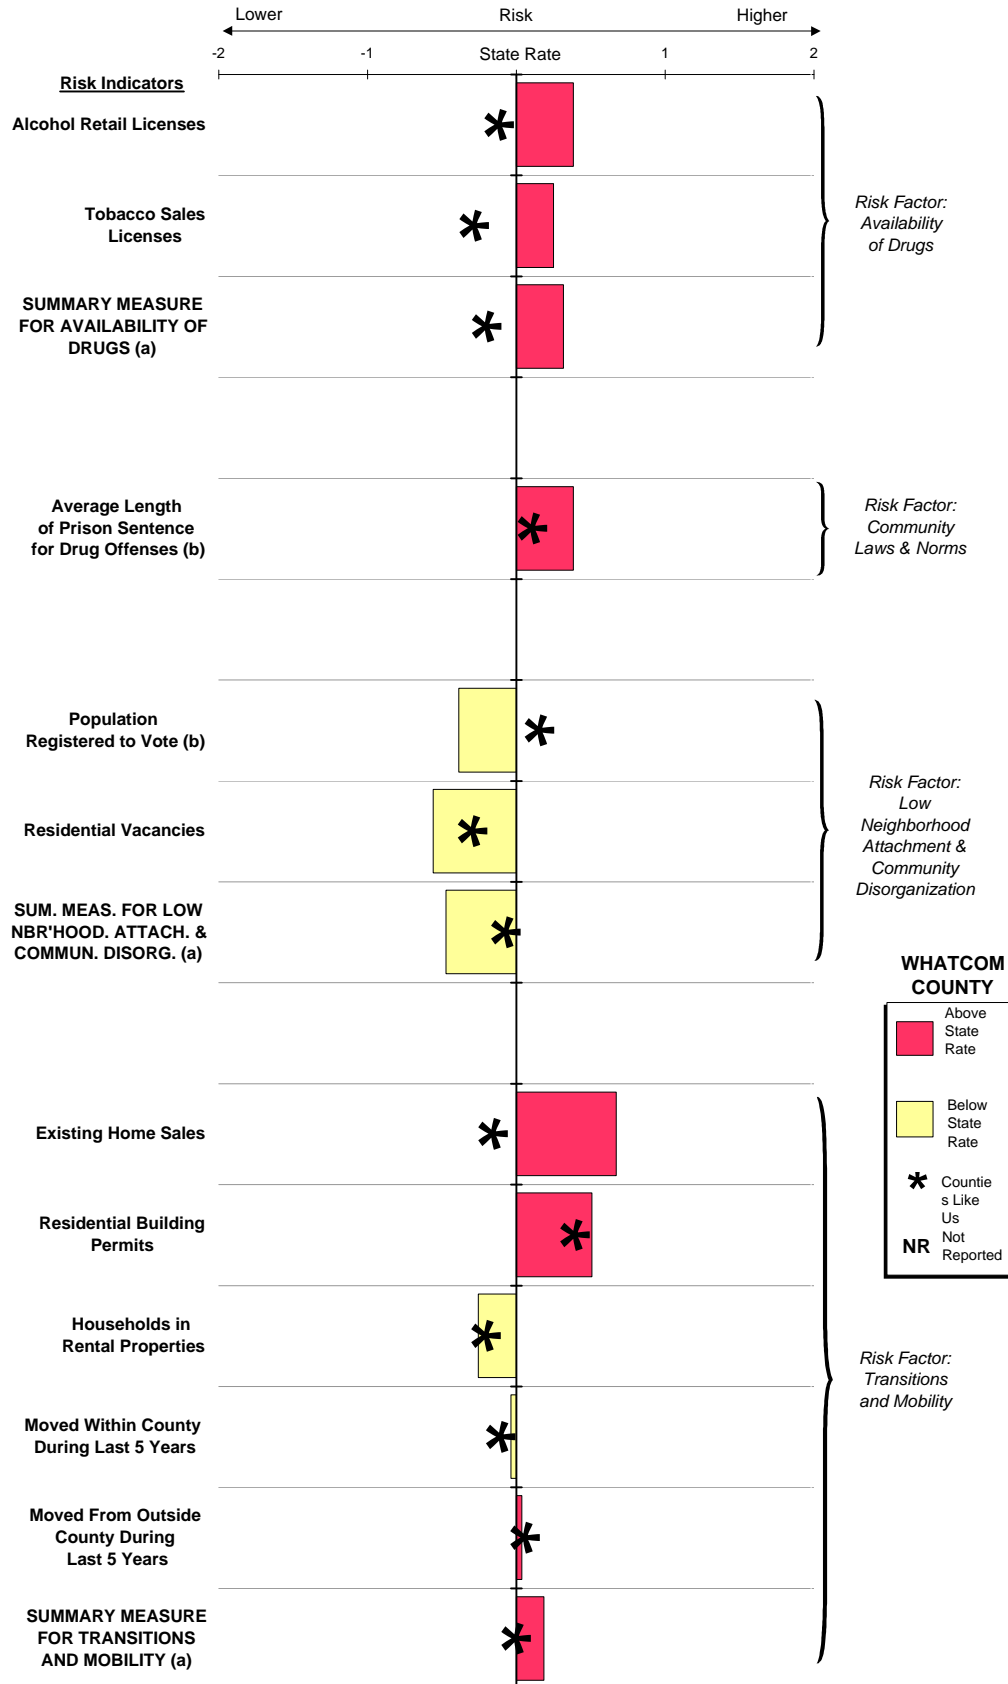 Lower
Risk
Higher
-2
-1
State Rate
1
2
Risk Indicators
Alcohol Retail Licenses
Tobacco Sales
Licenses
SUMMARY MEASURE
FOR AVAILABILITY OF
DRUGS (a)
Risk Factor:
Availability
of Drugs
Average Length
of Prison Sentence
for Drug Offenses (b)
Risk Factor:
Community
Laws & Norms
Population
Registered to Vote (b)
Residential Vacancies
SUM. MEAS. FOR LOW
NBR'HOOD. ATTACH. &
COMMUN. DISORG. (a)
Risk Factor:
Low
Neighborhood
Attachment &
Community
Disorganization
WHATCOM
COUNTY
Above
State
Rate
Below
State
Rate
* Countie
s Like
Us
NR Not
Reported
Existing Home Sales
Residential Building
Permits
Households in
Rental Properties
Moved Within County
During Last 5 Years
Moved From Outside
County During
Last 5 Years
SUMMARY MEASURE
FOR TRANSITIONS
AND MOBILITY (a)
Risk Factor:
Transitions
and Mobility